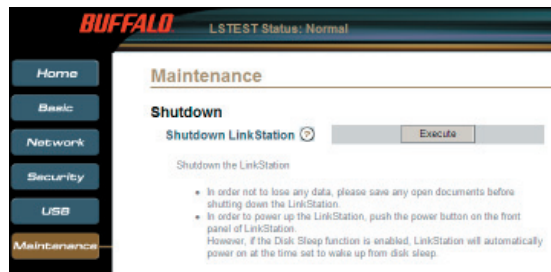 BUFFALO
LSTEST Status: Normal
Home
Basic
Network
Security
USB
Maintenance
Maintenance
Shutdown
Shutdown LinkStation ?
Execute
Shutdown the LinkStation
• In order not to lose any data, please save any open documents before
shutting down the LinkStation.
• In order to power up the LinkStation, push the power button on the front
panel of LinkStation.
However, if the Disk Sleep function is enabled, LinkStation will automatically
power on at the time set to wake up from disk sleep.